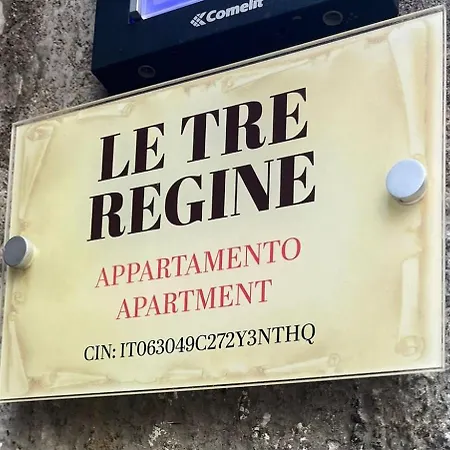 Comelit
LE TRE
REGINE
APPARTAMENTO
APARTMENT
CIN: IT063049C272Y3NTHQ